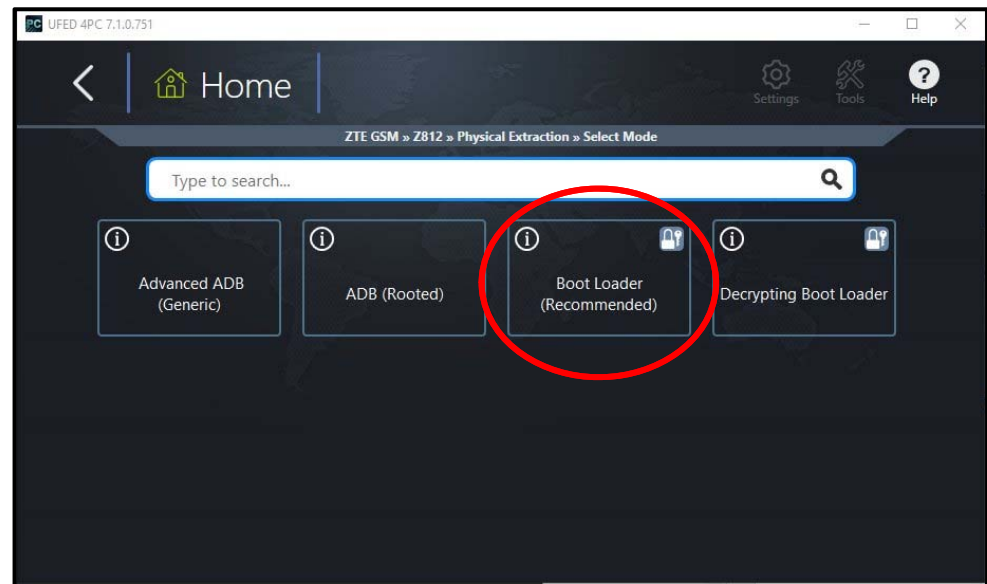 PC UFED 4PC 7.1.0.751
Home
Settings
Tools
? Help
ZTE GSM » Z812 » Physical Extraction » Select Mode
Type to search...
Advanced ADB
(Generic)
ADB (Rooted)
Boot Loader
(Recommended)
Decrypting Boot Loader